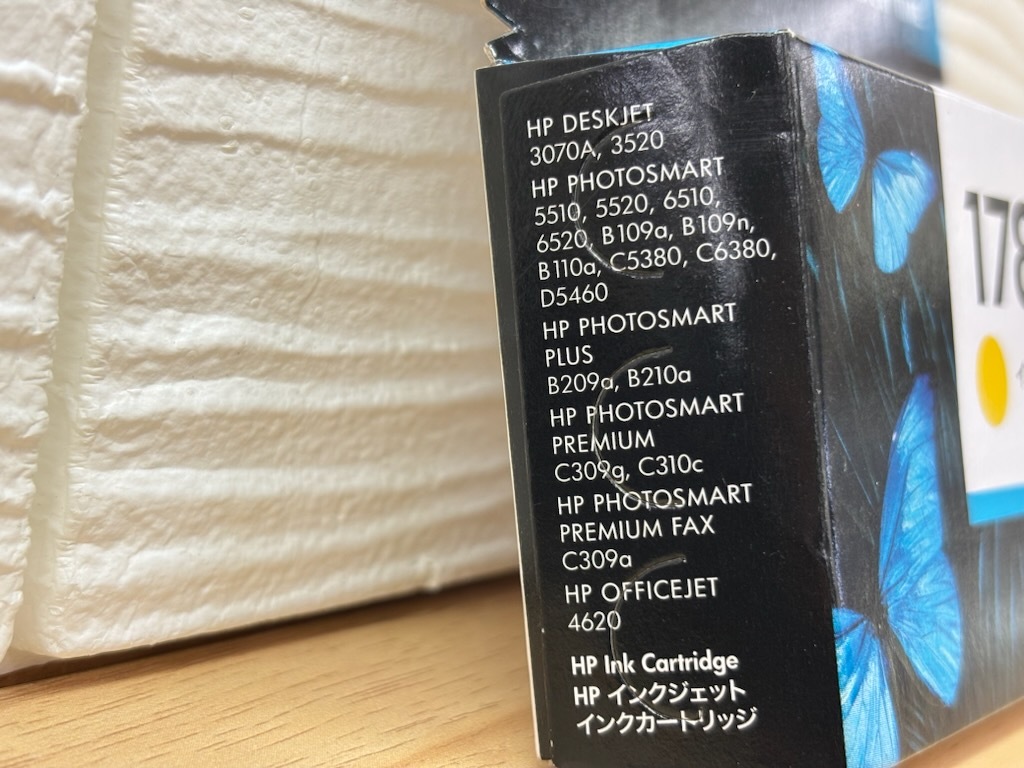 HP DESKJET
3070A, 3520
HP PHOTOSMART
5510, 5520, 6510,
6520, B109a, B109n,
B110a, C5380, C6380,
D5460
HP PHOTOSMART
PLUS
B209a, B210a
HP PHOTOSMART
PREMIUM
C309g, C310c
HP PHOTOSMART
PREMIUM FAX
C309a
HP OFFICEJET
4620
HP Ink Cartridge
HP インクジェット
インクカートリッジ
178